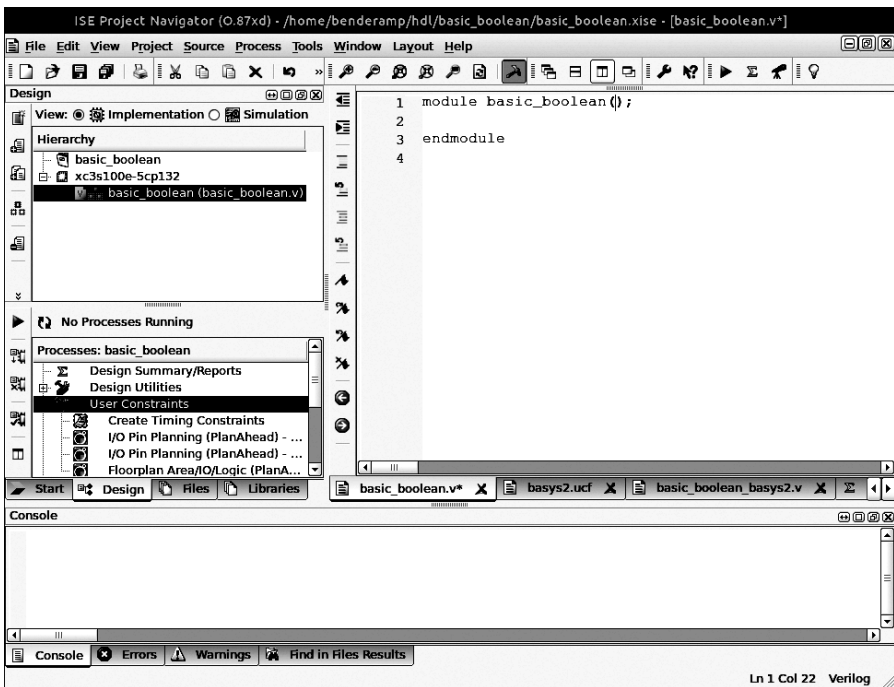 ISE Project Navigator (O.87xd) - /home/benderamp/hdl/basic_boolean/basic_boolean.xise - [basic_boolean.v*]
File Edit View Project Source Process Tools Window Layout Help
»
Design
View: Implementation Simulation
Hierarchy
basic_boolean
xc3s100e-5cp132
basic_boolean (basic_boolean.v)
No Processes Running
Processes: basic_boolean
Design Summary/Reports
Design Utilities
User Constraints
Create Timing Constraints
I/O Pin Planning (PlanAhead) - ...
I/O Pin Planning (PlanAhead) - ...
Floorplan Area/IO/Logic (PlanA...
Start Design Files Libraries
1 module basic_boolean();
2
3 endmodule
4
basic_boolean.v* basys2.ucf basic_boolean_basys2.v Σ
Console
Console Errors Warnings Find in Files Results
Ln 1 Col 22 Verilog